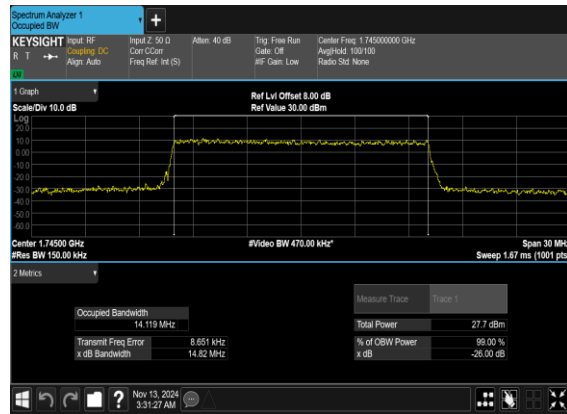 Spectrum Analyzer 1
Occupied BW
KEYSIGHT Input: RF Input Z: 50 Ω Atten: 40 dB Trig: Free Run Center Freq: 1.745000000 GHz
R T Coupling: DC Corr CCorr Gate: Off Avg|Hold: 100/100
Align: Auto Freq Ref: Int (S) #IF Gain: Low Radio Std: None
1 Graph
Ref Lvl Offset 8.00 dB
Scale/Div 10.0 dB Ref Value 30.00 dBm
Log
20.0
10.0
0.00
-10.0
-20.0
-30.0
-40.0
-50.0
-60.0
Center 1.74500 GHz #Video BW 470.00 kHz* Span 30 MHz
#Res BW 150.00 kHz Sweep 1.67 ms (1001 pts)
2 Metrics
Measure Trace Trace 1
Occupied Bandwidth
14.119 MHz Total Power 27.7 dBm
Transmit Freq Error 8.651 kHz % of OBW Power 99.00 %
x dB Bandwidth 14.82 MHz x dB -26.00 dB
Nov 13, 2024
3:31:27 AM